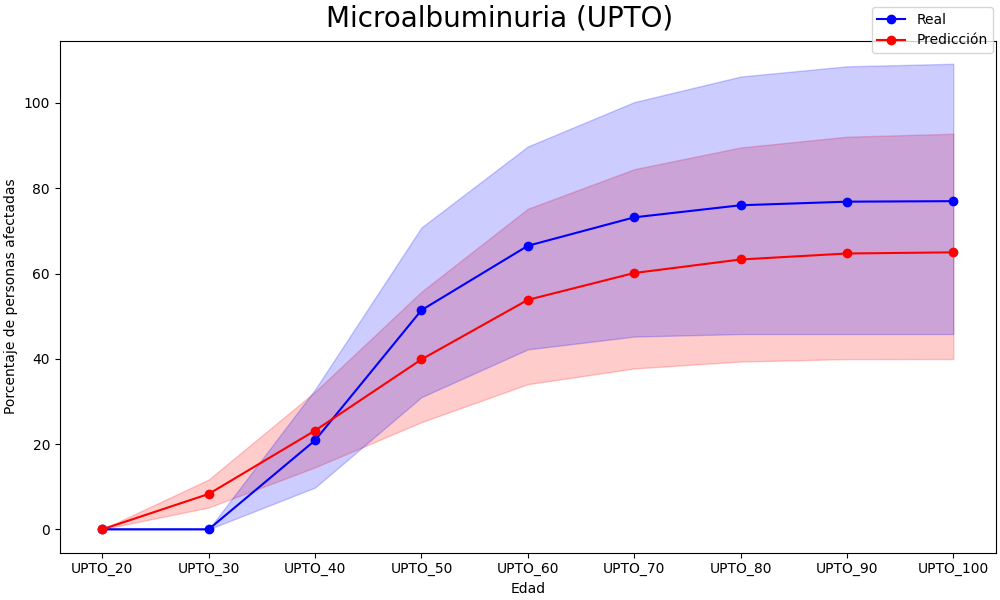 Microalbuminuria (UPTO)
Real
Predicción
100
80
60
40
20
0
Porcentaje de personas afectadas
UPTO_20 UPTO_30 UPTO_40 UPTO_50 UPTO_60 UPTO_70 UPTO_80 UPTO_90 UPTO_100
Edad